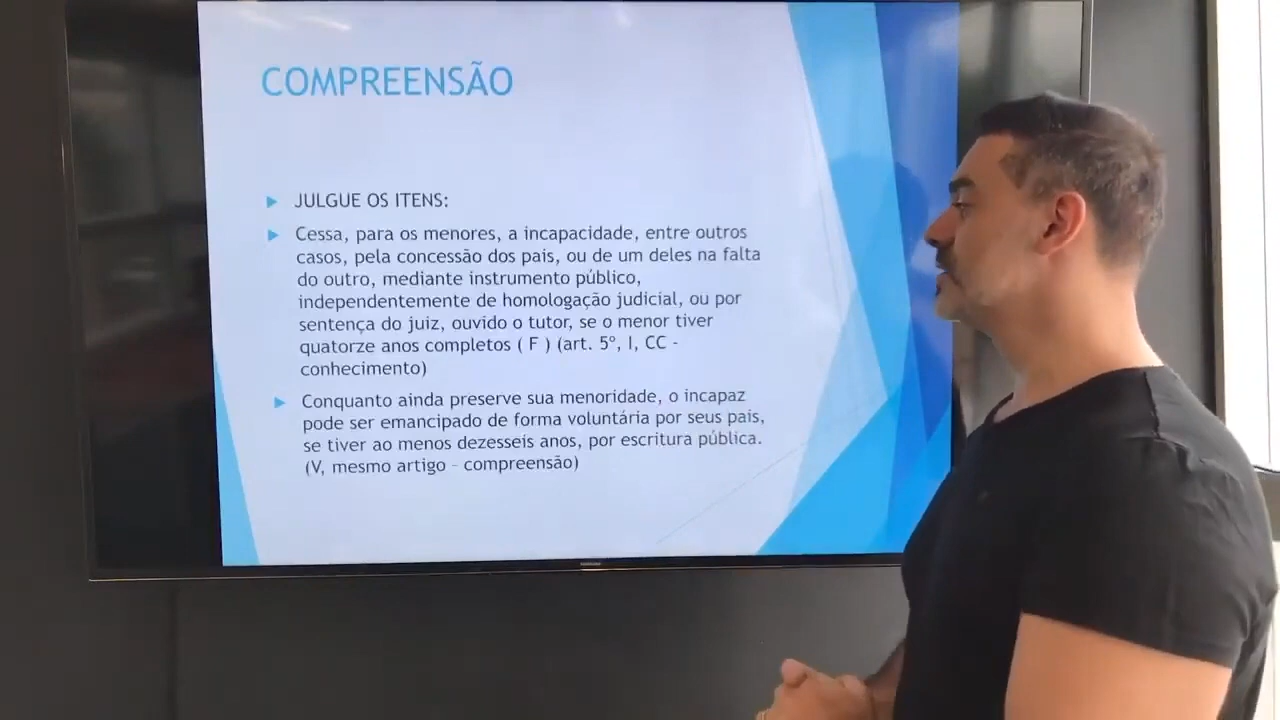 COMPREENSÃO
JULGUE OS ITENS:
Cessa, para os menores, a incapacidade, entre outros
casos, pela concessão dos pais, ou de um deles na falta
do outro, mediante instrumento público,
independentemente de homologação judicial, ou por
sentença do juiz, ouvido o tutor, se o menor tiver
quatorze anos completos ( F ) (art. 5º, I, CC -
conhecimento)
Conquanto ainda preserve sua menoridade, o incapaz
pode ser emancipado de forma voluntária por seus pais,
se tiver ao menos dezesseis anos, por escritura pública.
(V, mesmo artigo – compreensão)